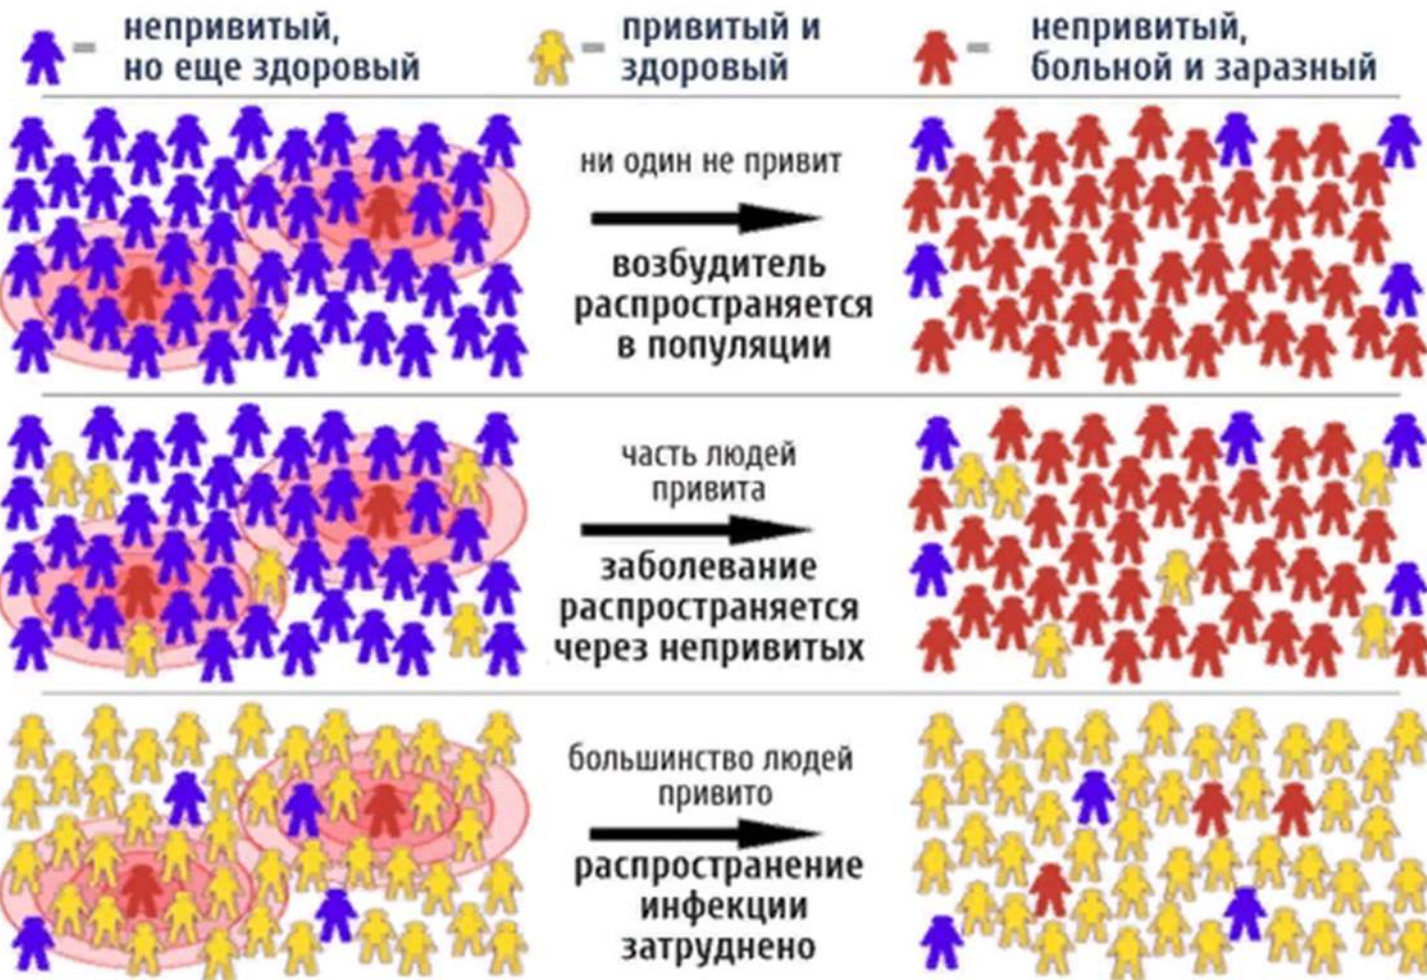 непривитый,
но еще здоровый
привитый и
здоровый
непривитый,
больной и заразный
ни один не привит
возбудитель
распространяется
в популяции
часть людей
привита
заболевание
распространяется
через непривитых
большинство людей
привито
распространение
инфекции
затруднено